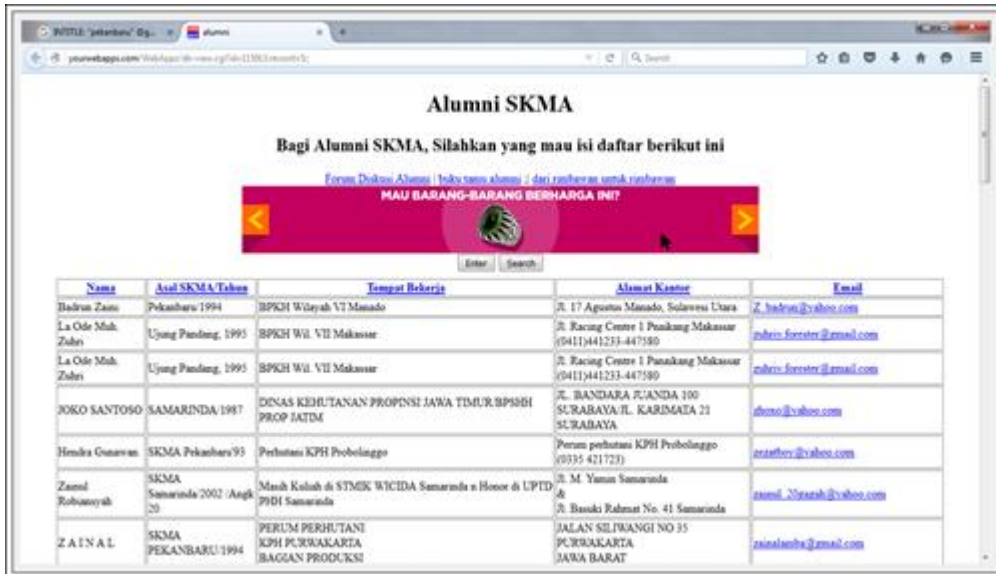 INTITLE: "pekanbaru" @g...
alumni
Search
Alumni SKMA
Bagi Alumni SKMA, Silahkan yang mau isi daftar berikut ini
Forum Diskusi Alumni | buku tamu alumni | dari rimbawan untuk rimbawan
MAU BARANG-BARANG BERHARGA INI?
Enter Search
Nama Asal SKMA/Tahun Tempat Bekerja Alamat Kantor Email
Badrun Zaini Pekanbaru/1994 BPKH Wilayah VI Manado Jl. 17 Agustus Manado, Sulawesi Utara
La Ode Muh. Ujung Pandang, 1995 BPKH Wil. VII Makassar Jl. Racing Centre 1 Makassar
Zuhri (0411)441233-447580
La Ode Muh. Ujung Pandang, 1995 BPKH Wil. VII Makassar Jl. Racing Centre 1 Makassar
Zuhri (0411)441233-447580
JOKO SANTOSO SAMARINDA/1987 DINAS KEHUTANAN PROPINSI JAWA TIMUR/BPSHH JL. BANDARA JUANDA 100
PROP JATIM SURABAYA/JL. KARIMATA 21
SURABAYA
Hendra Gunawan SKMA Pekanbaru/93 Perhutani KPH Probolinggo Perum perhutani KPH Probolinggo
(0335 421723)
Zainul SKMA Masih Kuliah di STMIK WICIDA Samarinda n Honor di UPTD Jl. M. Yamin Samarinda
Robiansyah Samarinda/2002 /Angk PHH Samarinda &
20 Jl. Basuki Rahmat No. 41 Samarinda
Z A I N A L SKMA PERUM PERHUTANI JALAN SILIWANGI NO 35
PEKANBARU/1994 KPH PURWAKARTA PURWAKARTA
BAGIAN PRODUKSI JAWA BARAT